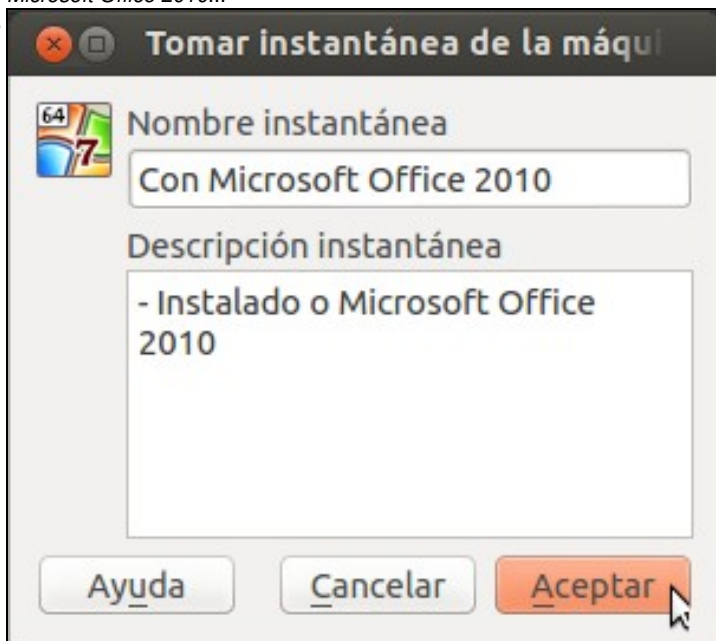 Microsoft Office 2010...
Tomar instantánea de la máqui
64
7
Nombre instantánea
Con Microsoft Office 2010
Descripción instantánea
- Instalado o Microsoft Office
2010
Ayuda
Cancelar
Aceptar